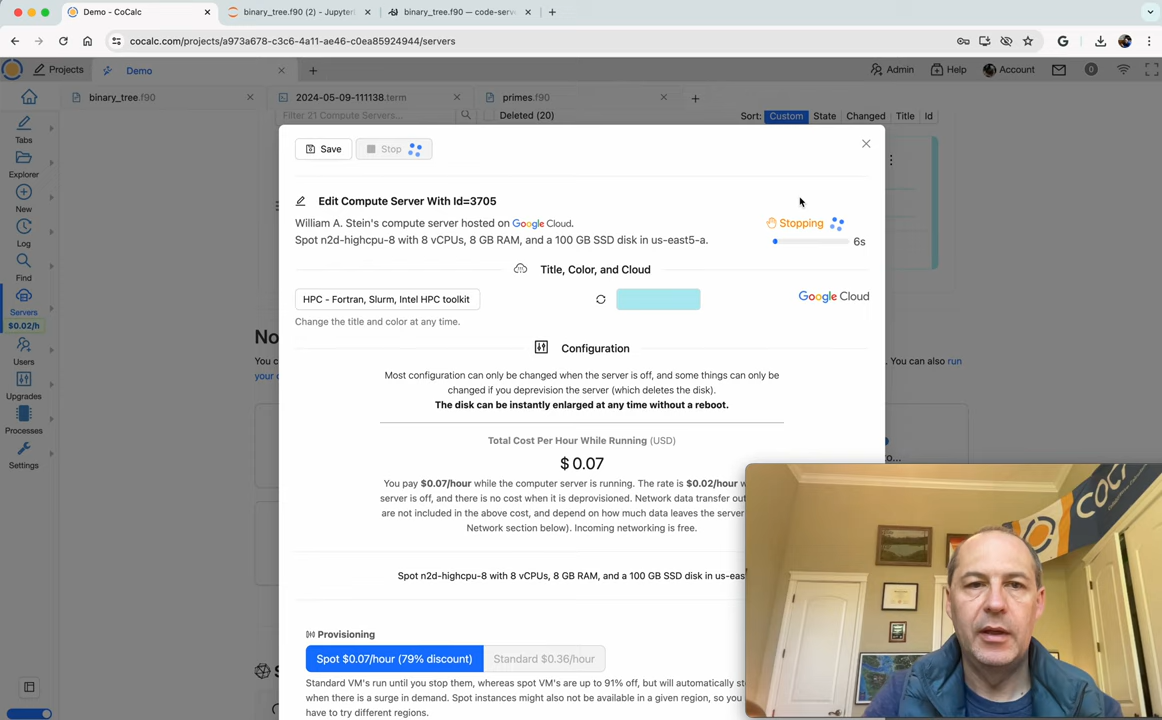 Demo - CoCalc
binary_tree.f90 (2) - Jupyterl
binary_tree.f90 — code-serve
cocalc.com/projects/a973a678-c3c6-4a11-ae46-c0ea85924944/servers
Projects
Demo
Admin
Help
Account
0
binary_tree.f90
2024-05-09-111138.term
primes.f90
Tabs
Explorer
New
Log
Find
Servers
$0.02/h
Users
Upgrades
Processes
Settings
Filter 21 Compute Servers...
Deleted (20)
Sort:
Custom
State
Changed
Title
Id
Save
Stop
Edit Compute Server With Id=3705
William A. Stein's compute server hosted on Google Cloud.
Spot n2d-highcpu-8 with 8 vCPUs, 8 GB RAM, and a 100 GB SSD disk in us-east5-a.
Stopping
6s
Title, Color, and Cloud
HPC - Fortran, Slurm, Intel HPC toolkit
Google Cloud
Change the title and color at any time.
Configuration
Most configuration can only be changed when the server is off, and some things can only be
changed if you deprevision the server (which deletes the disk).
The disk can be instantly enlarged at any time without a reboot.
Total Cost Per Hour While Running (USD)
$ 0.07
You pay $0.07/hour while the computer server is running. The rate is $0.02/hour
server is off, and there is no cost when it is deprovisioned. Network data transfer out
are not included in the above cost, and depend on how much data leaves the server
Network section below). Incoming networking is free.
Spot n2d-highcpu-8 with 8 vCPUs, 8 GB RAM, and a 100 GB SSD disk in us-eas
Provisioning
Spot $0.07/hour (79% discount)
Standard $0.36/hour
Standard VM's run until you stop them, whereas spot VM's are up to 91% off, but will automatically st
when there is a surge in demand. Spot instances might also not be available in a given region, so you
have to try different regions.
No
You c
your
. You can also run
o...
COC